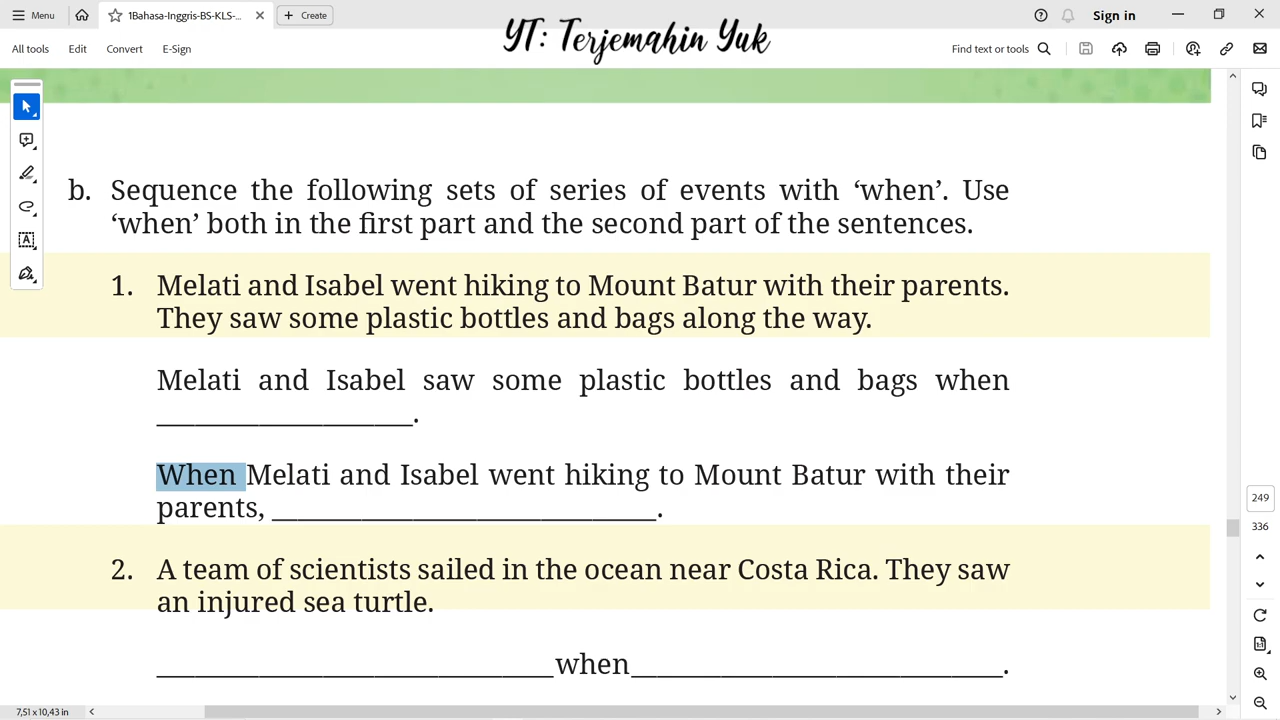 Menu
1Bahasa-Inggris-BS-KLS-...
Create
Sign in
YT: Terjemahin Yuk
All tools Edit Convert E-Sign
Find text or tools
b. Sequence the following sets of series of events with ‘when’. Use
‘when’ both in the first part and the second part of the sentences.
1. Melati and Isabel went hiking to Mount Batur with their parents.
They saw some plastic bottles and bags along the way.
Melati and Isabel saw some plastic bottles and bags when
____________________.
When Melati and Isabel went hiking to Mount Batur with their
parents, ______________________________.
2. A team of scientists sailed in the ocean near Costa Rica. They saw
an injured sea turtle.
_______________________________when_____________________________.
249
336
7,51 x 10,43 in